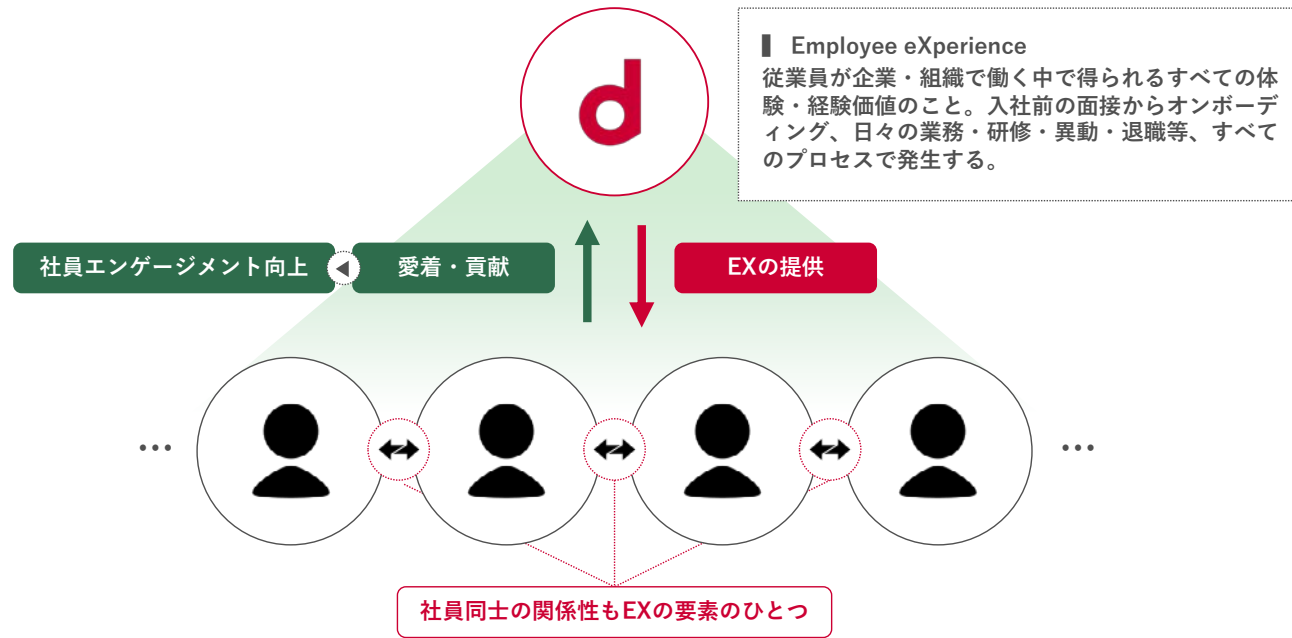 d
▌ Employee eXperience
従業員が企業・組織で働く中で得られるすべての体
験・経験価値のこと。入社前の面接からオンボーデ
ィング、日々の業務・研修・異動・退職等、すべて
のプロセスで発生する。
社員エンゲージメント向上
愛着・貢献
EXの提供
…
…
社員同士の関係性もEXの要素のひとつ